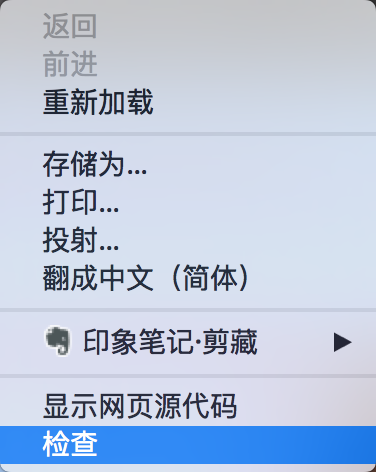 返回
前进
重新加载
存储为...
打印...
投射...
翻成中文（简体）
印象笔记·剪藏
显示网页源代码
检查